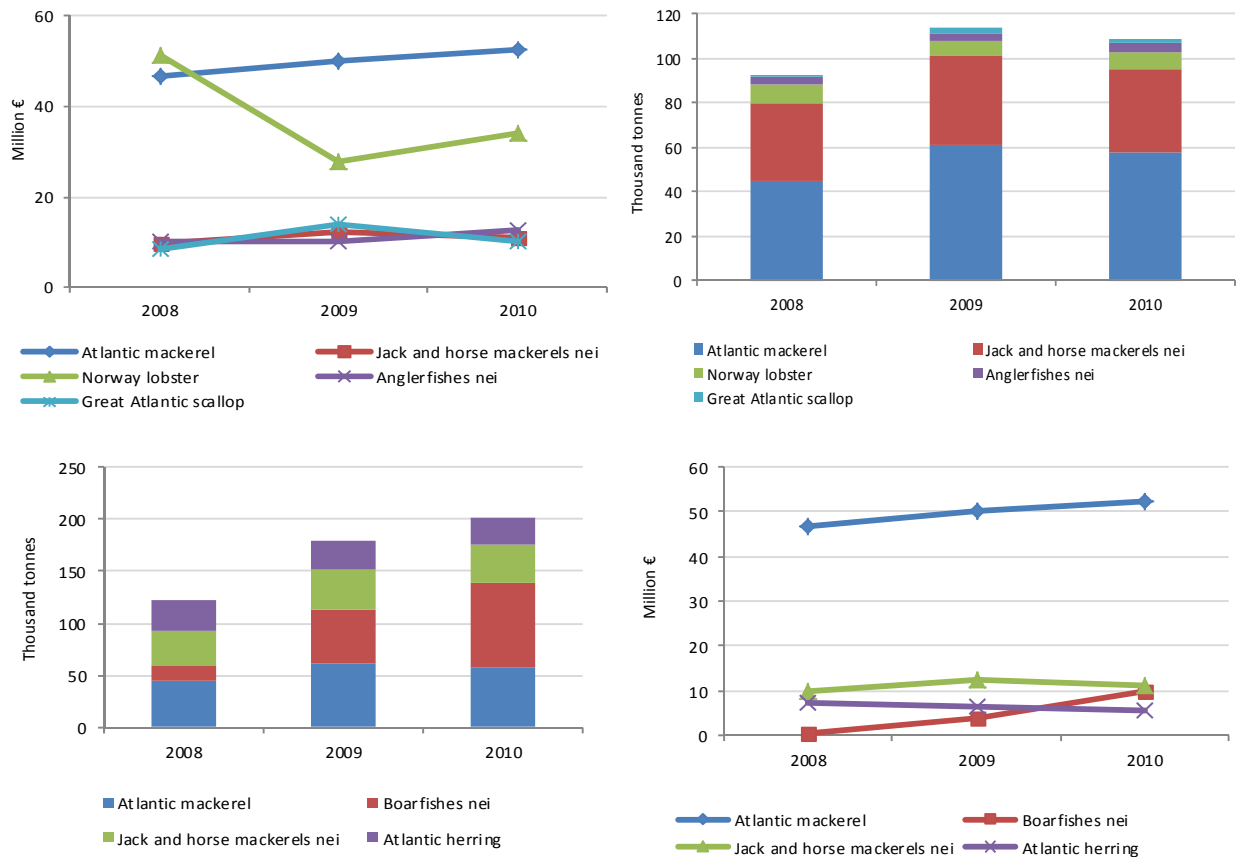 60
40
20
0
Million €
2008 2009 2010
Atlantic mackerel Jack and horse mackerels nei
Norway lobster Anglerfishes nei
Great Atlantic scallop
120
100
80
60
40
20
0
Thousand tonnes
2008 2009 2010
Atlantic mackerel Jack and horse mackerels nei
Norway lobster Anglerfishes nei
Great Atlantic scallop
250
200
150
100
50
0
Thousand tonnes
2008 2009 2010
Atlantic mackerel Boarfishes nei
Jack and horse mackerels nei Atlantic herring
60
50
40
30
20
10
0
Million €
2008 2009 2010
Atlantic mackerel Boarfishes nei
Jack and horse mackerels nei Atlantic herring